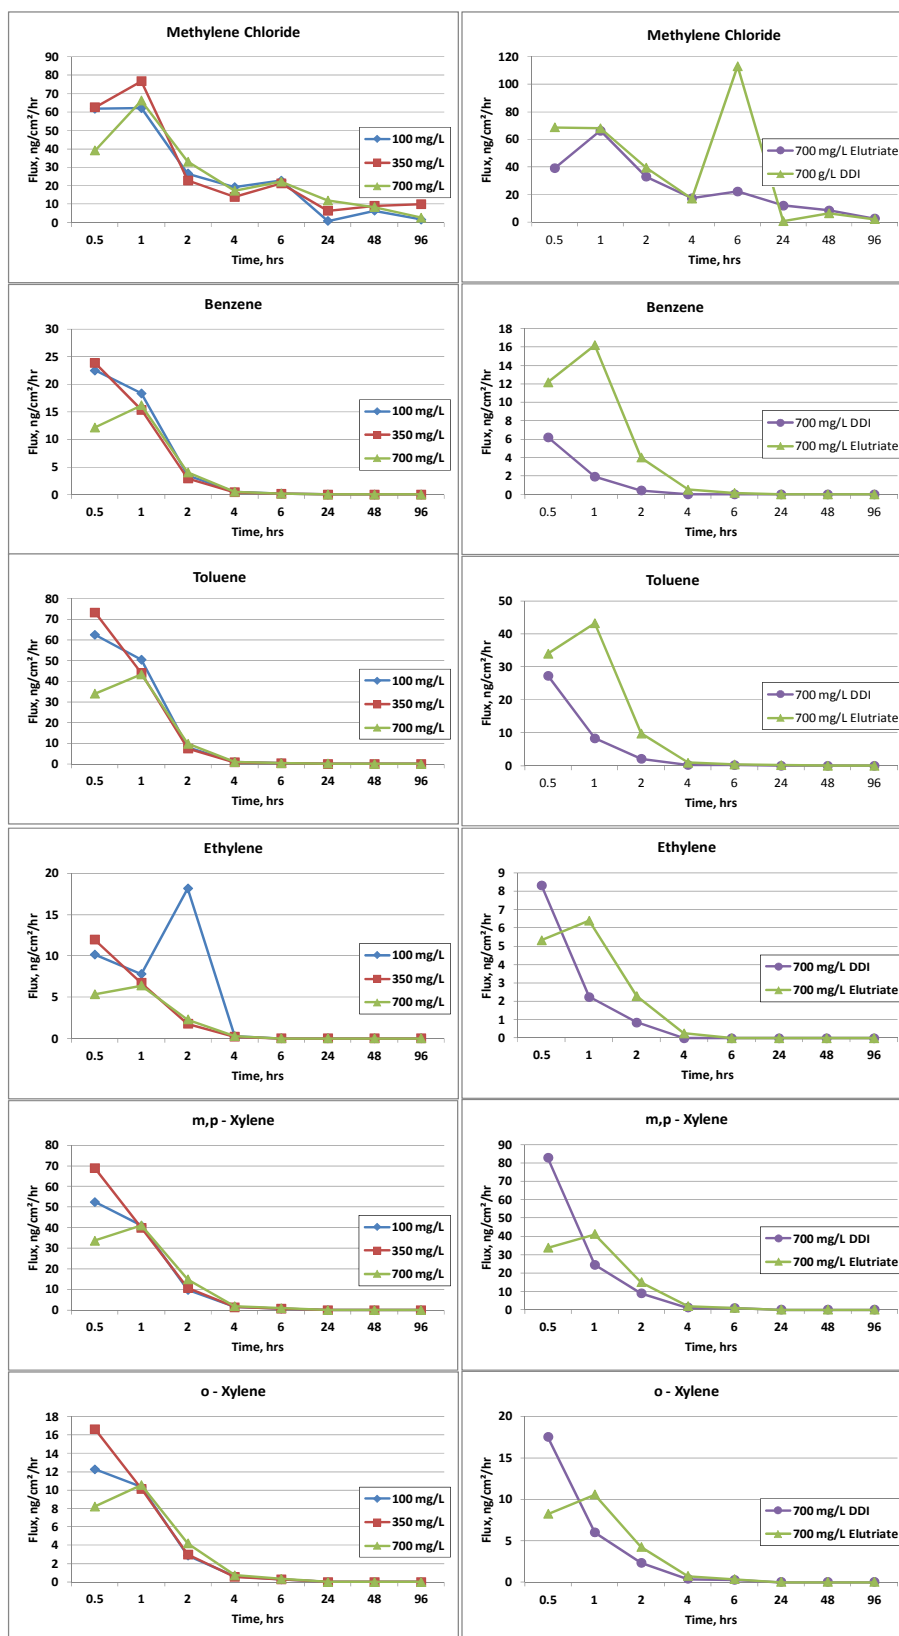 Methylene Chloride
Flux, ng/cm²/hr
90
80
70
60
50
40
30
20
10
0
0.5 1 2 4 6 24 48 96
Time, hrs
100 mg/L
350 mg/L
700 mg/L
Methylene Chloride
Flux, ng/cm²/hr
120
100
80
60
40
20
0
0.5 1 2 4 6 24 48 96
Time, hrs
700 mg/L Elutriate
700 g/L DDI
Benzene
Flux, ng/cm²/hr
30
25
20
15
10
5
0
0.5 1 2 4 6 24 48 96
Time, hrs
100 mg/L
350 mg/L
700 mg/L
Benzene
Flux, ng/cm²/hr
18
16
14
12
10
8
6
4
2
0
0.5 1 2 4 6 24 48 96
Time, hrs
700 mg/L DDI
700 mg/L Elutriate
Toluene
Flux, ng/cm²/hr
80
70
60
50
40
30
20
10
0
0.5 1 2 4 6 24 48 96
Time, hrs
100 mg/L
350 mg/L
700 mg/L
Toluene
Flux, ng/cm²/hr
50
40
30
20
10
0
0.5 1 2 4 6 24 48 96
Time, hrs
700 mg/L DDI
700 mg/L Elutriate
Ethylene
Flux, ng/cm²/hr
20
15
10
5
0
0.5 1 2 4 6 24 48 96
Time, hrs
100 mg/L
350 mg/L
700 mg/L
Ethylene
Flux, ng/cm²/hr
9
8
7
6
5
4
3
2
1
0
0.5 1 2 4 6 24 48 96
Time, hrs
700 mg/L DDI
700 mg/L Elutriate
m,p - Xylene
Flux, ng/cm²/hr
80
70
60
50
40
30
20
10
0
0.5 1 2 4 6 24 48 96
Time, hrs
100 mg/L
350 mg/L
700 mg/L
m,p - Xylene
Flux, ng/cm²/hr
90
80
70
60
50
40
30
20
10
0
0.5 1 2 4 6 24 48 96
Time, hrs
700 mg/L DDI
700 mg/L Elutriate
o - Xylene
Flux, ng/cm²/hr
18
16
14
12
10
8
6
4
2
0
0.5 1 2 4 6 24 48 96
Time, hrs
100 mg/L
350 mg/L
700 mg/L
o - Xylene
Flux, ng/cm²/hr
20
15
10
5
0
0.5 1 2 4 6 24 48 96
Time, hrs
700 mg/L DDI
700 mg/L Elutriate